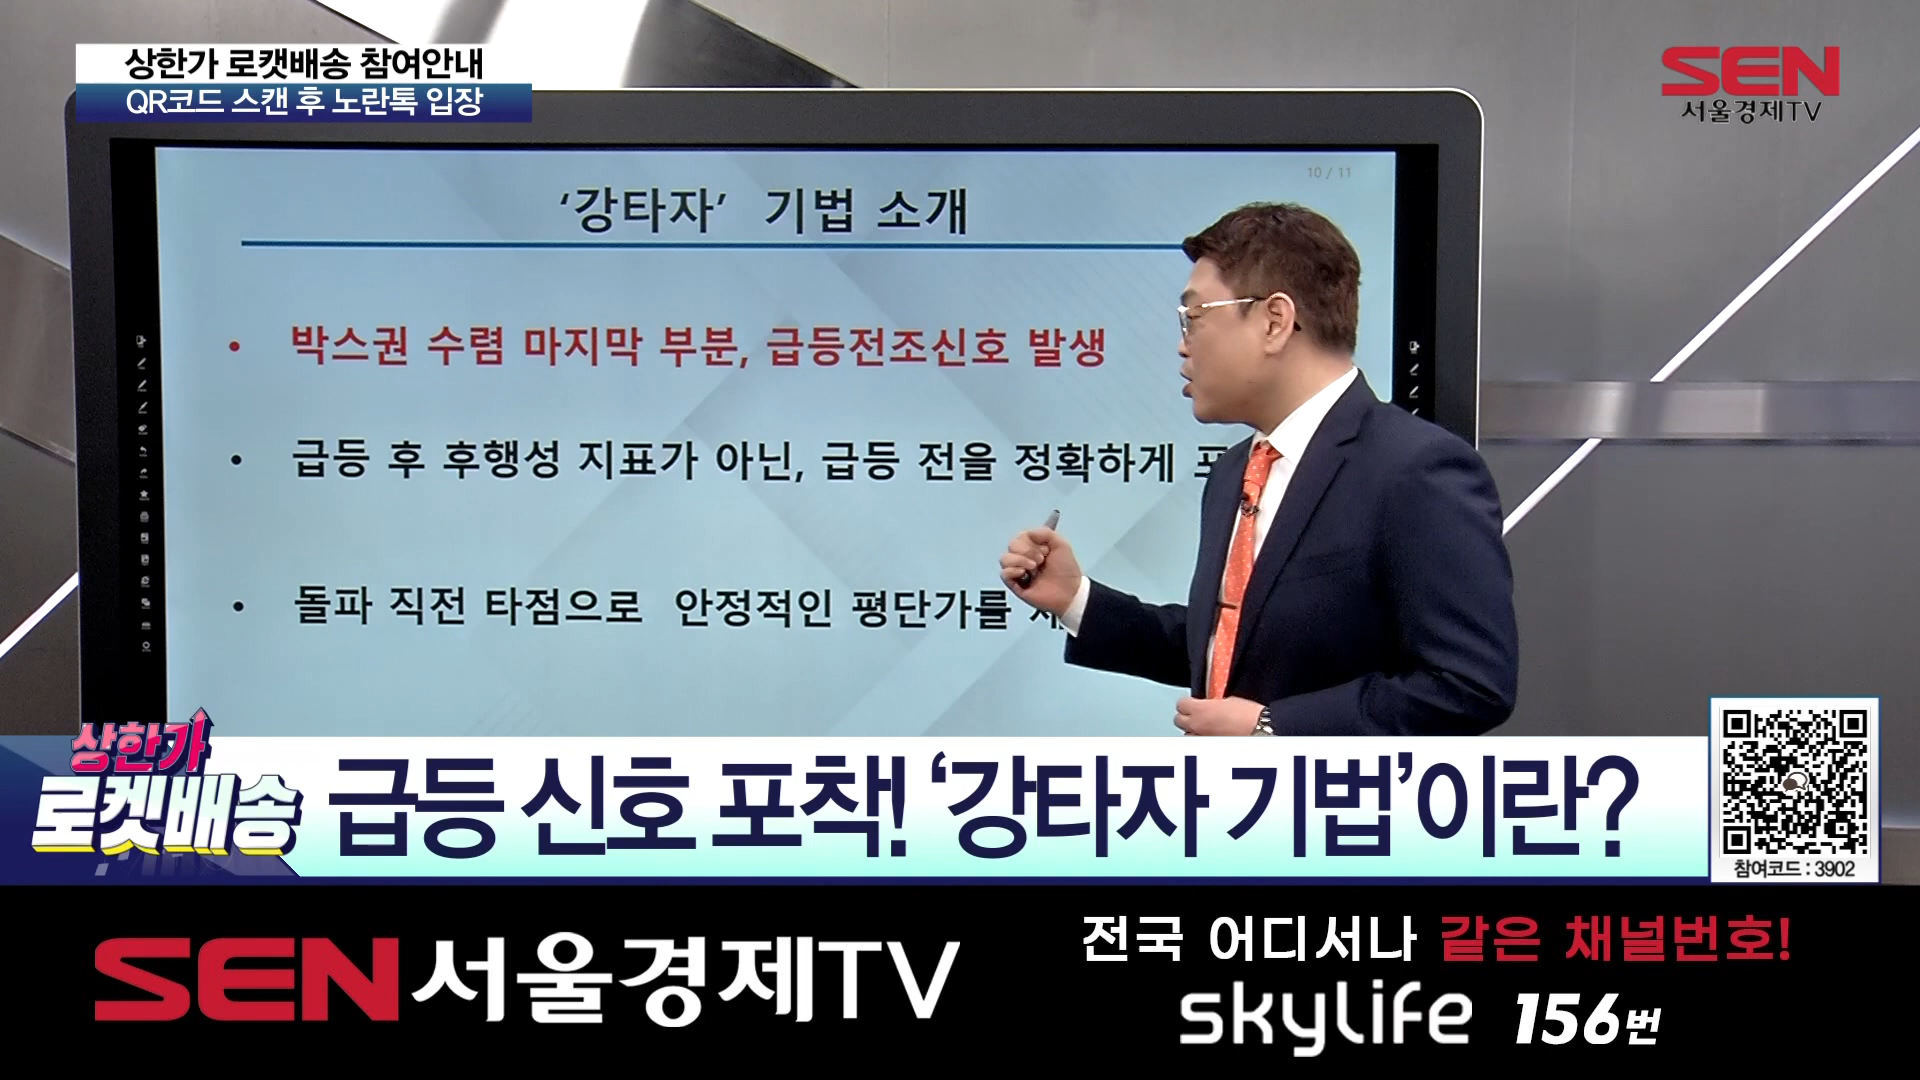 상한가 로캣배송 참여안내
QR코드 스캔 후 노란톡 입장
SEN
서울경제TV
10 / 11
‘강타자’ 기법 소개
• 박스권 수렴 마지막 부분, 급등전조신호 발생
• 급등 후 후행성 지표가 아닌, 급등 전을 정확하게
• 돌파 직전 타점으로 안정적인 평단가를
상한가
로켓배송
급등 신호 포착! ‘강타자 기법’이란?
참여코드 : 3902
SEN 서울경제TV
전국 어디서나 같은 채널번호!
skylife 156번